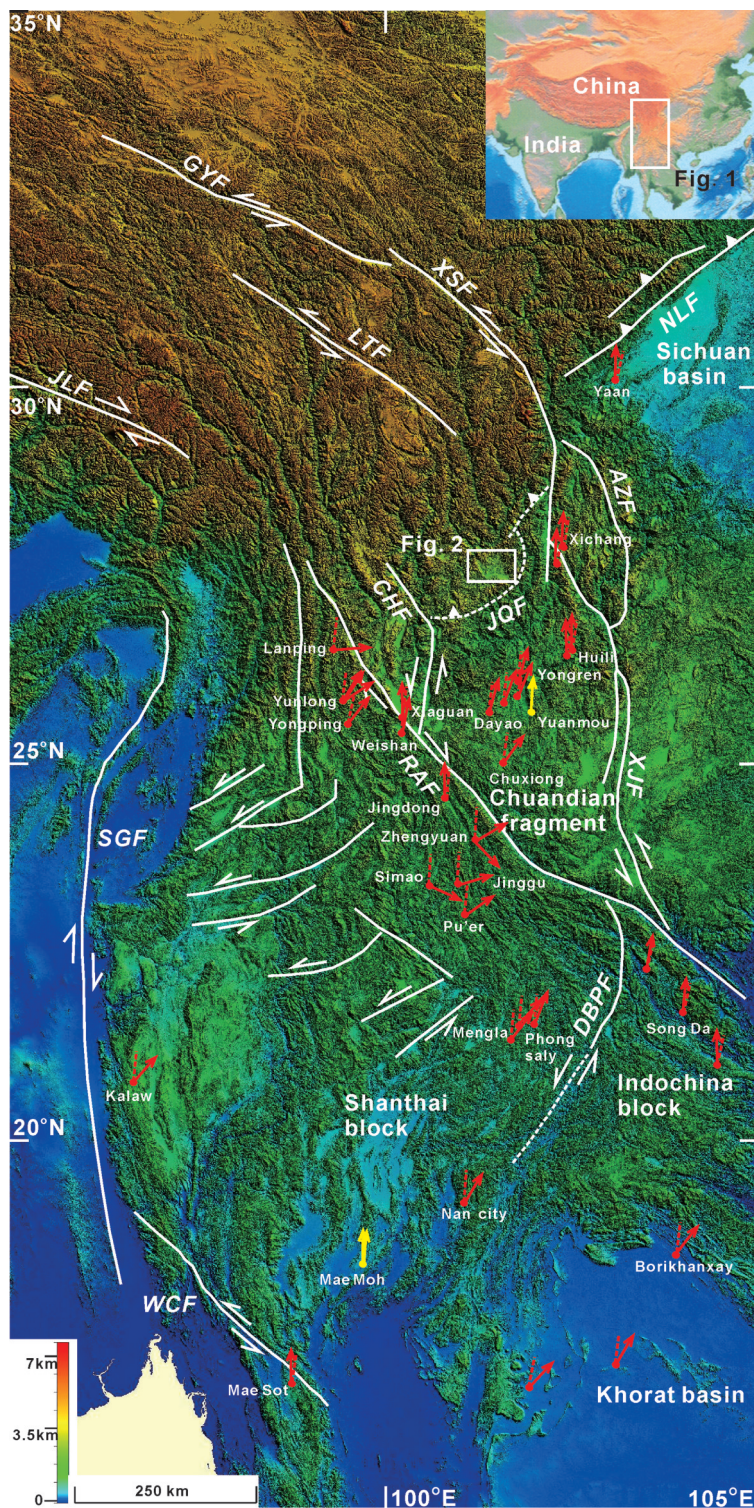 35°N
China
India
Fig. 1
GYF
XSF
NLF
LTF
Sichuan
basin
Yaan
JLF
30°N
AZF
Xichang
Fig. 2
CHF
JQF
Lanping
Huili
Yongren
Yunlong
Xiaguan
Yongping
Dayao
Yuanmou
Weishan
25°N
RAF
Chuxiong
XJF
Jingdong
Chuandian
fragment
SGF
Zhengyuan
Simao
Jinggu
Pu'er
DBPF
Song Da
Mengla
Phong
saly
Kalaw
Shanthai
block
Indochina
block
20°N
Nan city
Borikhanxay
Mae Moh
WCF
7km
Mae Sot
Khorat basin
3.5km
250 km
0
100°E
105°E